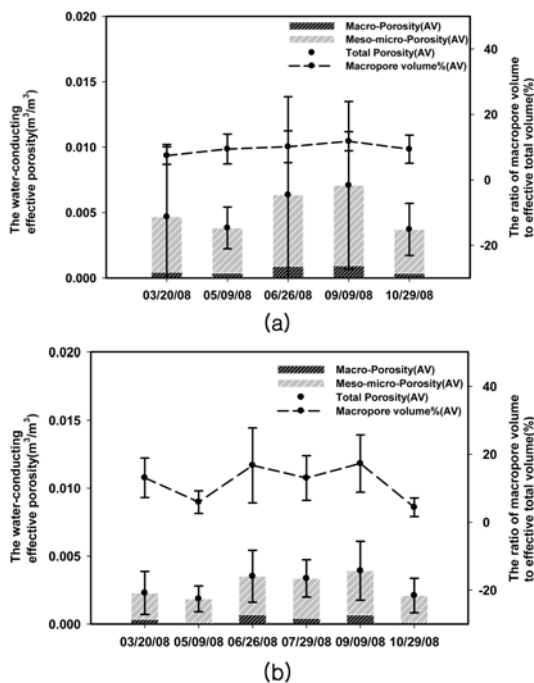 0.020
0.015
0.010
0.005
0.000
The water-conducting
effective porosity(m³/m³)
Macro-Porosity(AV)
Meso-micro-Porosity(AV)
Total Porosity(AV)
Macropore volume%(AV)
40
20
0
-20
The ratio of macropore volume
to effective total volume(%)
03/20/08 05/09/08 06/26/08 09/09/08 10/29/08
(a)
0.020
0.015
0.010
0.005
0.000
The water-conducting
effective porosity(m³/m³)
Macro-Porosity(AV)
Meso-micro-Porosity(AV)
Total Porosity(AV)
Macropore volume%(AV)
40
20
0
-20
The ratio of macropore volume
to effective total volume(%)
03/20/08 05/09/08 06/26/08 07/29/08 09/09/08 10/29/08
(b)